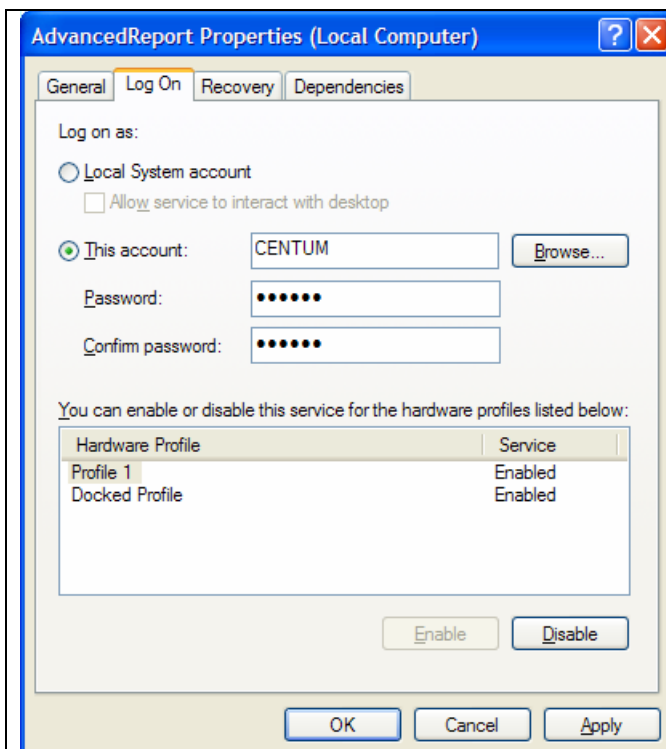 AdvancedReport Properties (Local Computer)
General Log On Recovery Dependencies
Log on as:
Local System account
Allow service to interact with desktop
This account: CENTUM Browse...
Password: ●●●●●●
Confirm password: ●●●●●●
You can enable or disable this service for the hardware profiles listed below:
Hardware Profile Service
Profile 1 Enabled
Docked Profile Enabled
Enable Disable
OK Cancel Apply